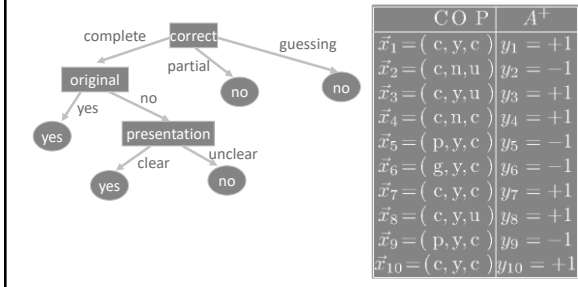 correct
complete
guessing
partial
original
no
no
yes
no
yes
presentation
clear
unclear
yes
no
C O P A⁺
x⃗₁=( c, y, c ) y₁ = +1
x⃗₂=( c, n, u ) y₂ = −1
x⃗₃=( c, y, u ) y₃ = +1
x⃗₄=( c, n, c ) y₄ = +1
x⃗₅=( p, y, c ) y₅ = −1
x⃗₆=( g, y, c ) y₆ = −1
x⃗₇=( c, y, c ) y₇ = +1
x⃗₈=( c, y, u ) y₈ = +1
x⃗₉=( p, y, c ) y₉ = −1
x⃗₁₀=( c, y, c ) y₁₀ = +1